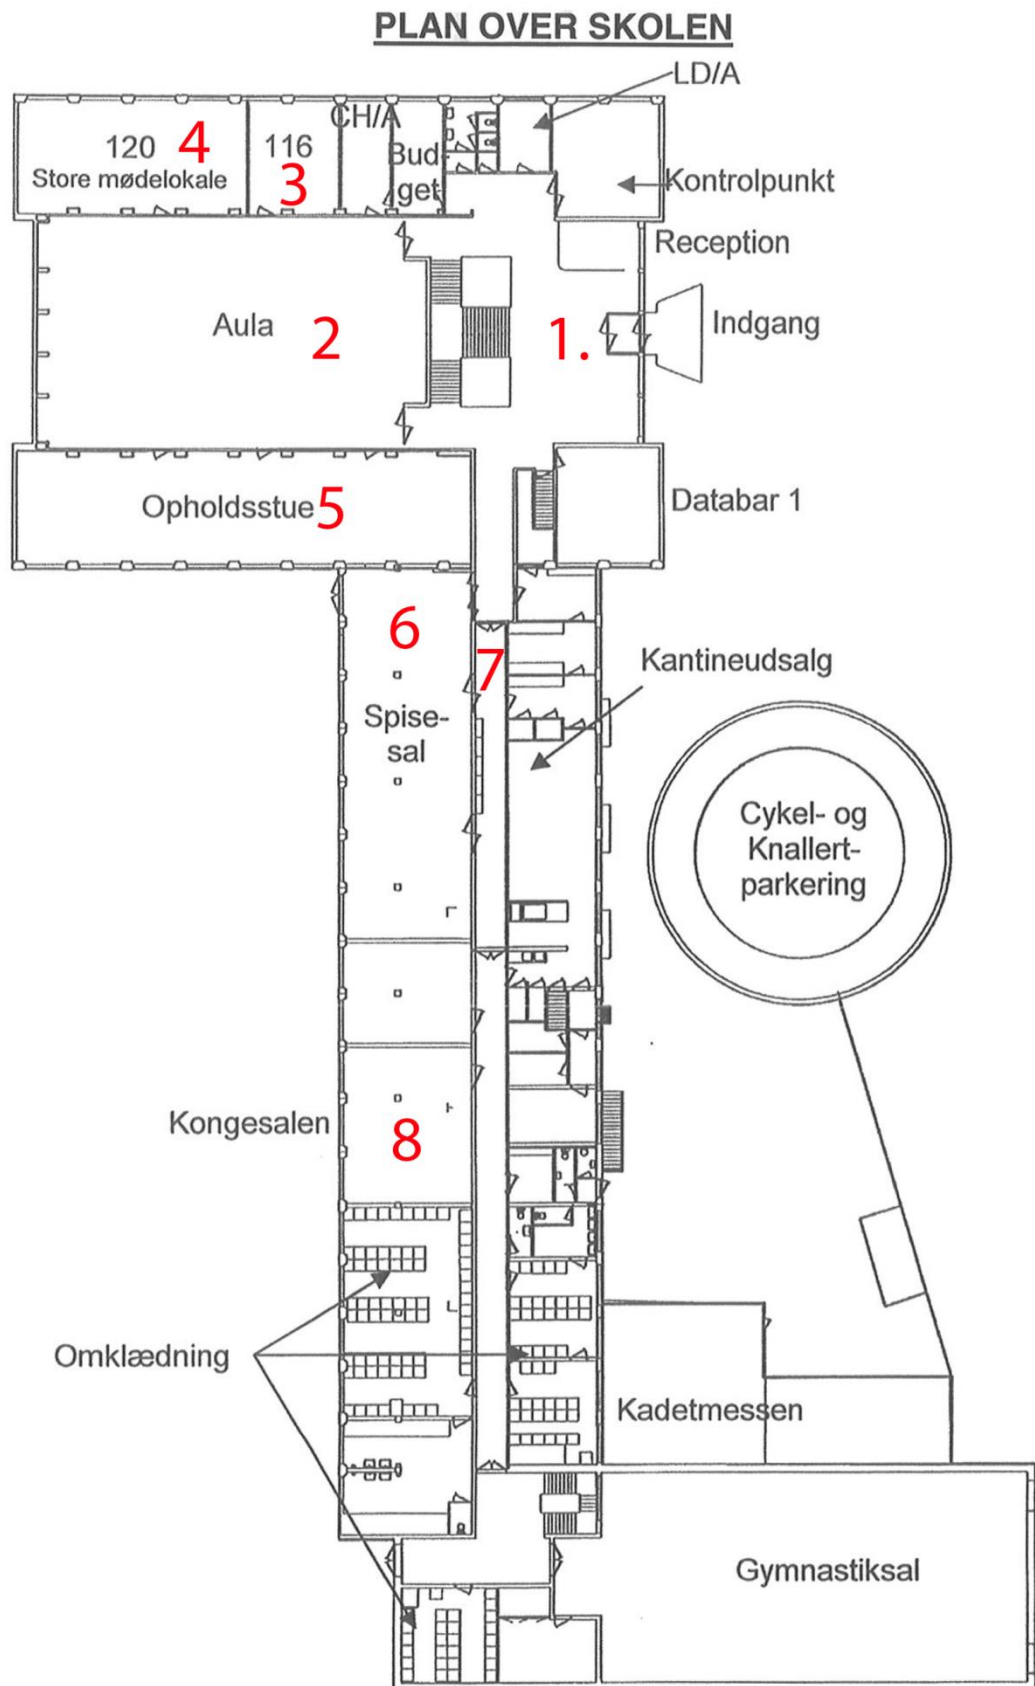 PLAN OVER SKOLEN
LD/A
CH/A
120 4
Store mødelokale
116
3
Bud
get
Kontrolpunkt
Reception
Aula 2
1.
Indgang
Opholdsstue 5
Databar 1
6
7
Kantineudsalg
Spise-
sal
Cykel- og
Knallert-
parkering
Kongesalen
8
Omklædning
Kadetmessen
Gymnastiksal